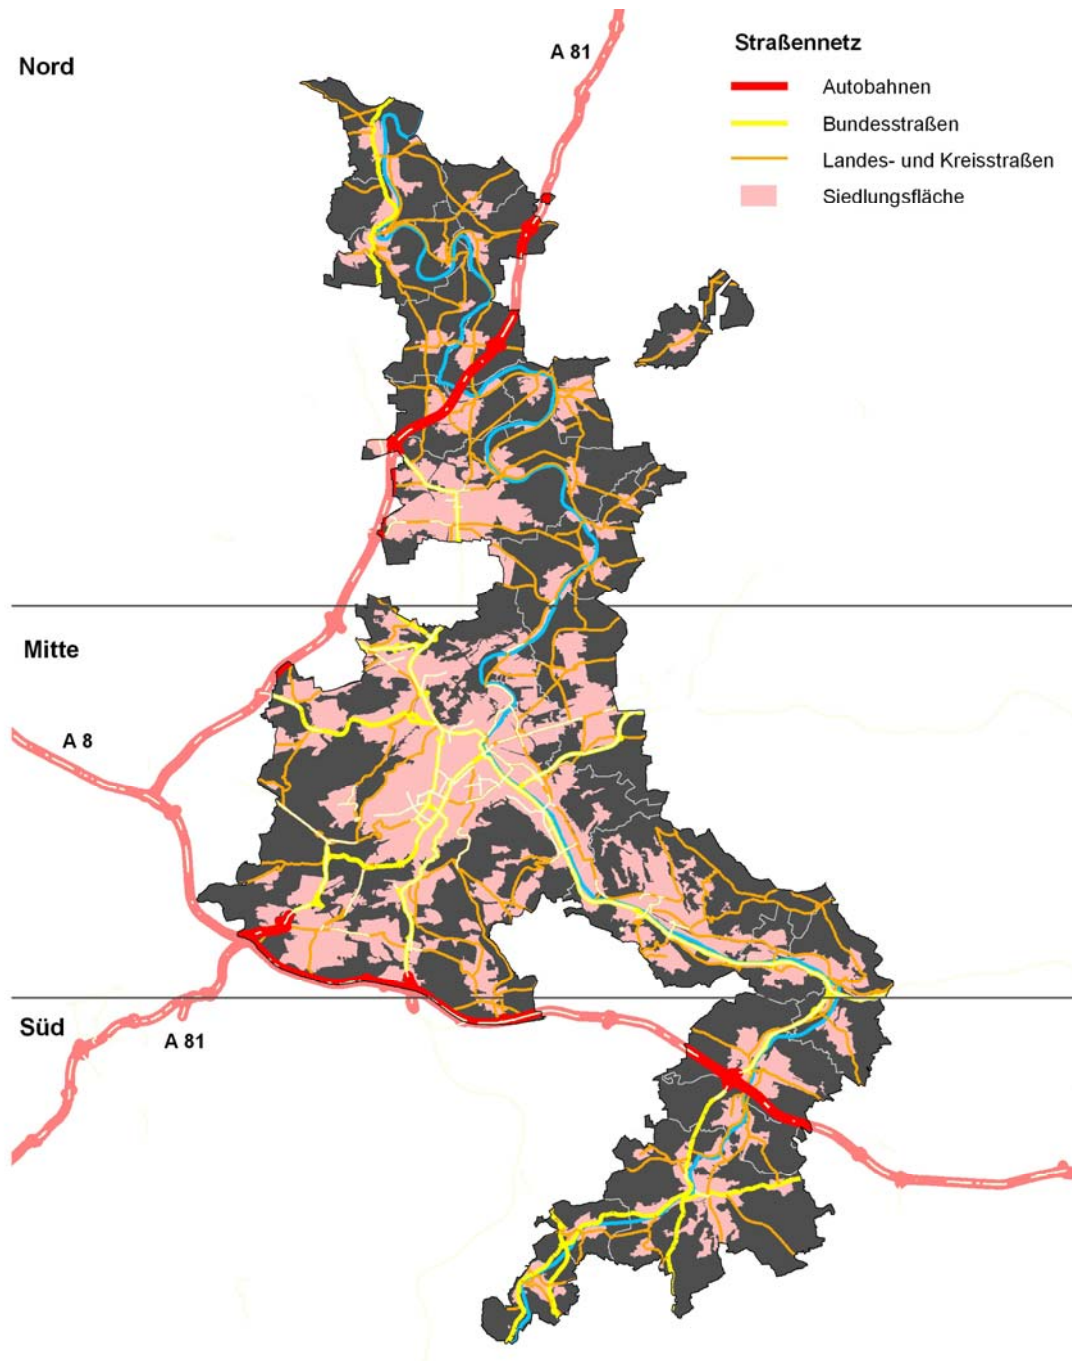 Nord
A 81
Straßennetz
Autobahnen
Bundesstraßen
Landes- und Kreisstraßen
Siedlungsfläche
Mitte
A 8
Süd
A 81